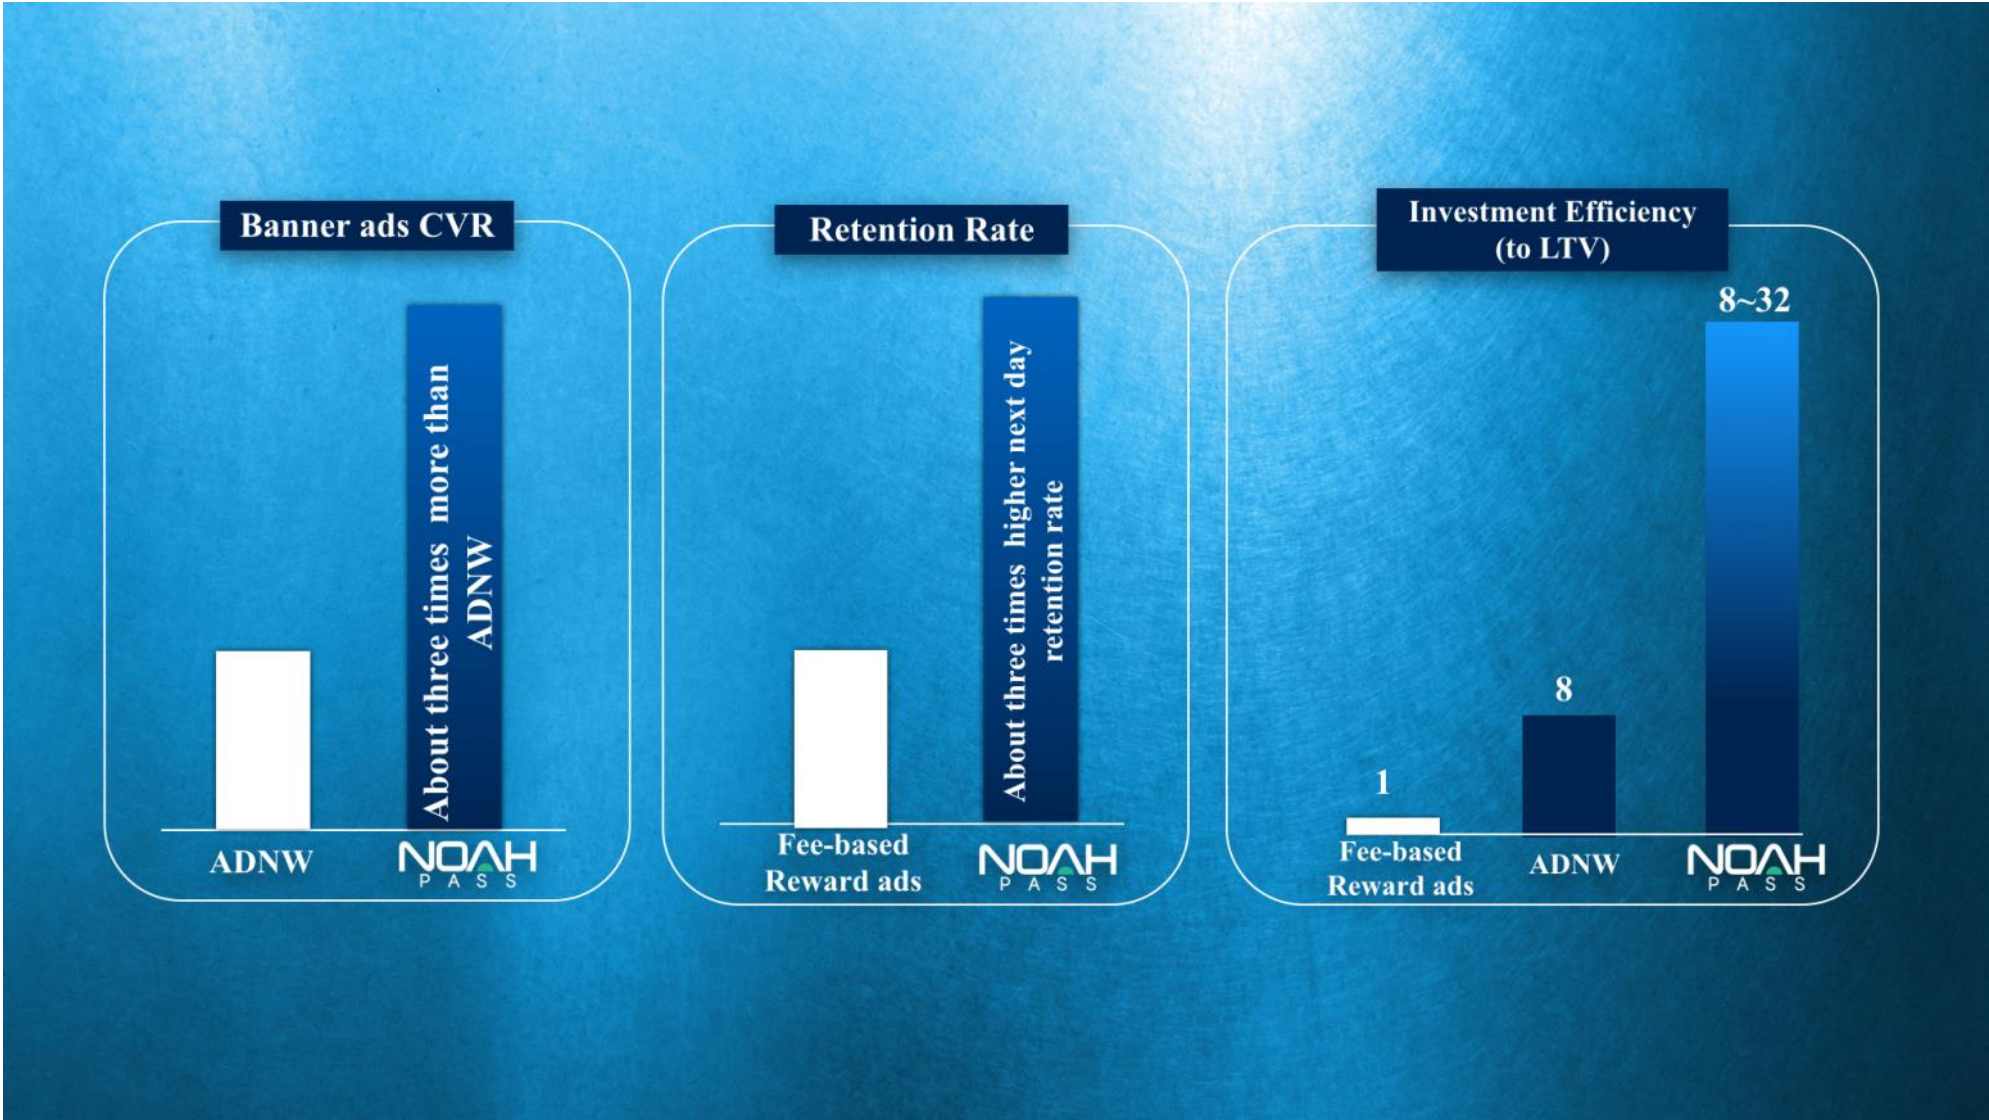 Banner ads CVR
About three times more than
ADNW
ADNW
NOAH
PASS
Retention Rate
About three times higher next day
retention rate
Fee-based
Reward ads
NOAH
PASS
Investment Efficiency
(to LTV)
8~32
8
1
Fee-based
Reward ads
ADNW
NOAH
PASS